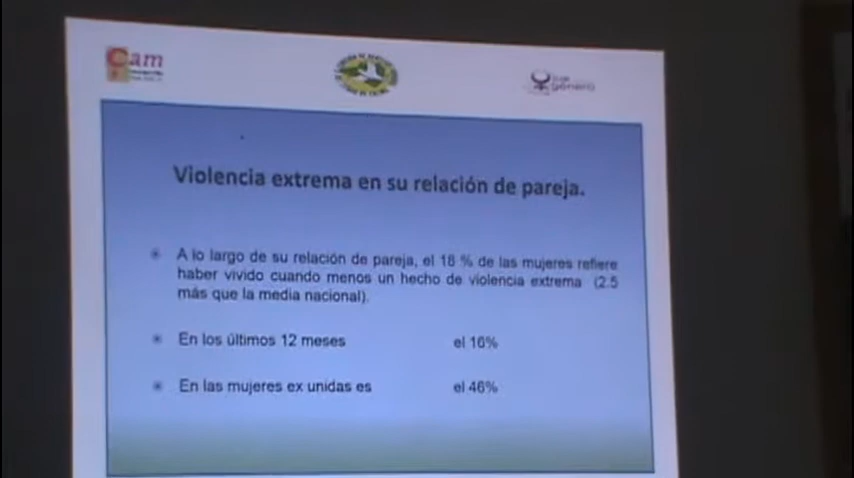 Cam
género
Violencia extrema en su relación de pareja.
A lo largo de su relación de pareja, el 18 % de las mujeres refiere
haber vivido cuando menos un hecho de violencia extrema (2.5
más que la media nacional).
En los últimos 12 meses el 16%
En las mujeres ex unidas es el 46%